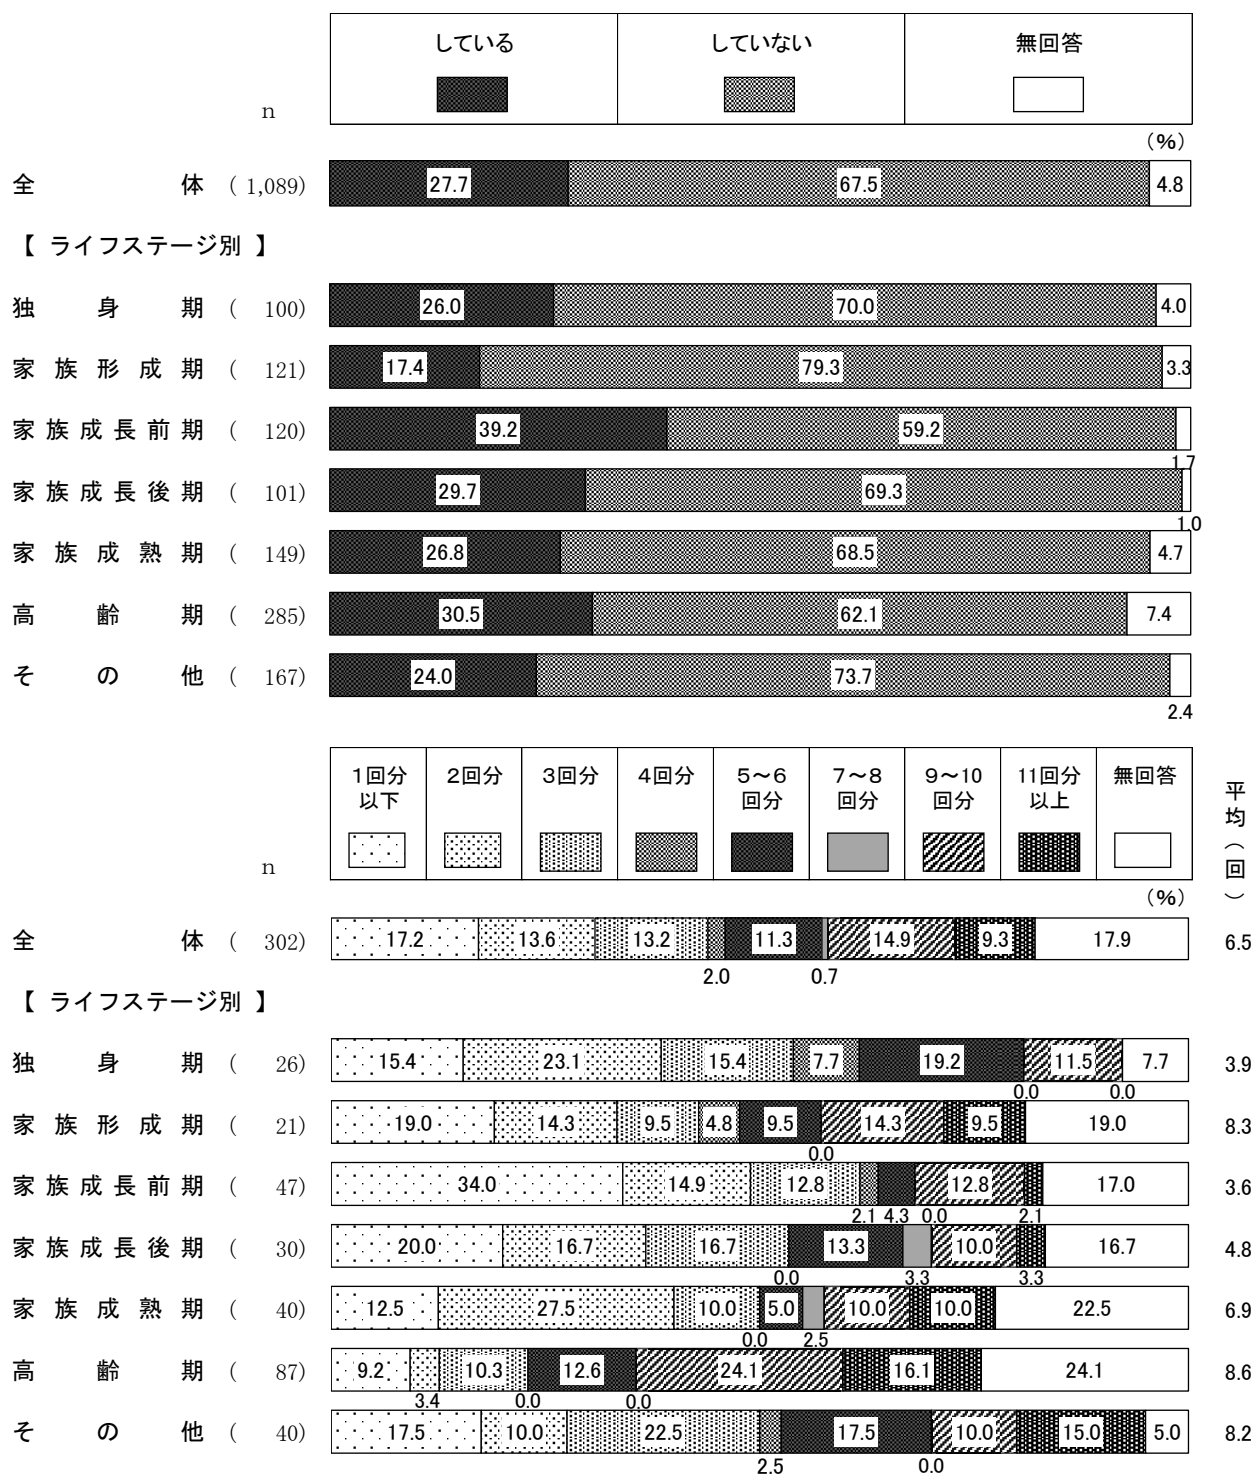 している していない 無回答
n
(%)
全 体 ( 1,089) 27.7 67.5 4.8
【 ライフステージ別 】
独 身 期 ( 100) 26.0 70.0 4.0
家 族 形 成 期 ( 121) 17.4 79.3 3.3
家 族 成 長 前 期 ( 120) 39.2 59.2
1.7
家 族 成 長 後 期 ( 101) 29.7 69.3
1.0
家 族 成 熟 期 ( 149) 26.8 68.5 4.7
高 齢 期 ( 285) 30.5 62.1 7.4
そ の 他 ( 167) 24.0 73.7
2.4
1回分以下 2回分 3回分 4回分 5～6回分 7～8回分 9～10回分 11回分以上 無回答
平均(回)
n
(%)
全 体 ( 302) 17.2 13.6 13.2 11.3 14.9 9.3 17.9 6.5
2.0 0.7
【 ライフステージ別 】
独 身 期 ( 26) 15.4 23.1 15.4 7.7 19.2 11.5 7.7 3.9
0.0 0.0
家 族 形 成 期 ( 21) 19.0 14.3 9.5 4.8 9.5 14.3 9.5 19.0 8.3
0.0
家 族 成 長 前 期 ( 47) 34.0 14.9 12.8 12.8 17.0 3.6
2.1 4.3 0.0 2.1
家 族 成 長 後 期 ( 30) 20.0 16.7 16.7 13.3 10.0 16.7 4.8
0.0 3.3 3.3
家 族 成 熟 期 ( 40) 12.5 27.5 10.0 5.0 10.0 10.0 22.5 6.9
0.0 2.5
高 齢 期 ( 87) 9.2 10.3 12.6 24.1 16.1 24.1 8.6
3.4 0.0 0.0
そ の 他 ( 40) 17.5 10.0 22.5 17.5 10.0 15.0 5.0 8.2
2.5 0.0